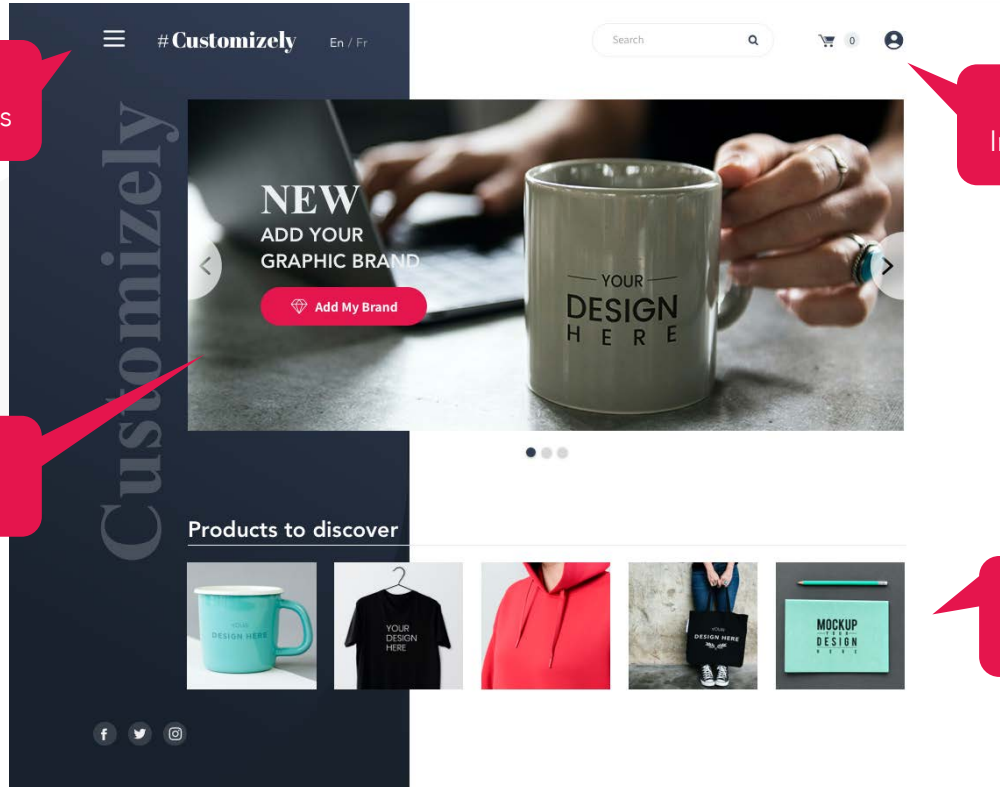 #Customizely
En / Fr
Search
0
s
Customizely
NEW
ADD YOUR
GRAPHIC BRAND
Add My Brand
YOUR
DESIGN
HERE
Products to discover
YOUR
DESIGN HERE
YOUR
DESIGN
HERE
DESIGN HERE
MOCKUP
YOUR
DESIGN
HERE